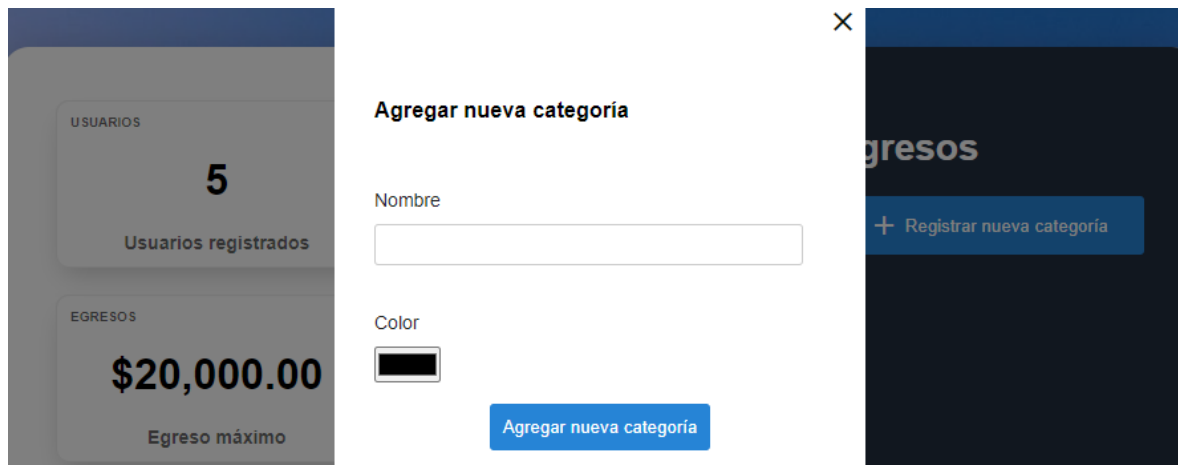 USUARIOS
5
Usuarios registrados
EGRESOS
$20,000.00
Egreso máximo
Agregar nueva categoría
Nombre
Color
Agregar nueva categoría
gresos
Registrar nueva categoría